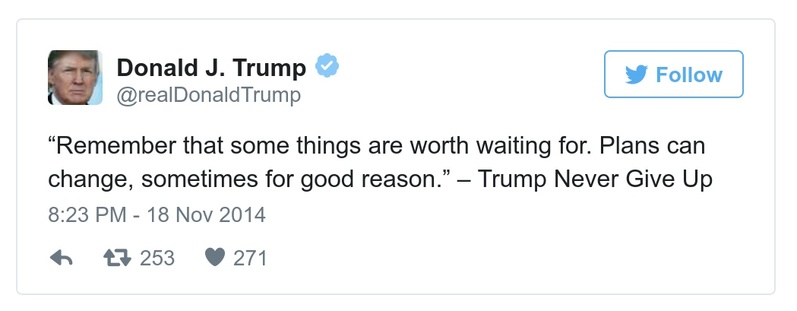 Donald J. Trump
@realDonaldTrump
Follow
“Remember that some things are worth waiting for. Plans can
change, sometimes for good reason.” – Trump Never Give Up
8:23 PM - 18 Nov 2014
253 271